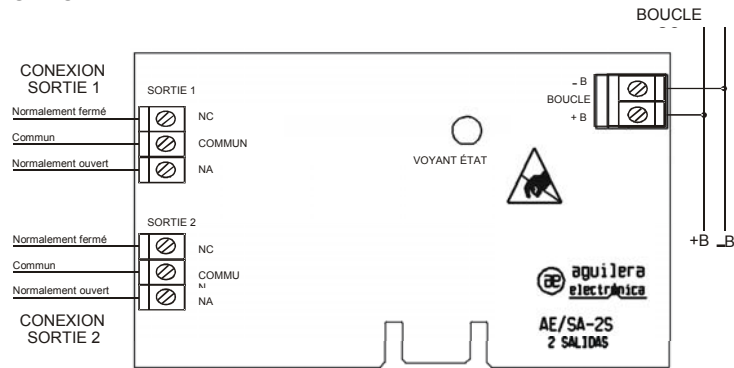 BOUCLE
CONEXION
SORTIE 1
Normalement fermé
Commun
Normalement ouvert
SORTIE 1
NC
COMMUN
NA
VOYANT ÉTAT
- B
BOUCLE
+ B
+B -B
SORTIE 2
Normalement fermé
Commun
Normalement ouvert
NC
COMMU
NA
CONEXION
SORTIE 2
ae aguilera
electrónica
AE/SA-2S
2 SALIDAS